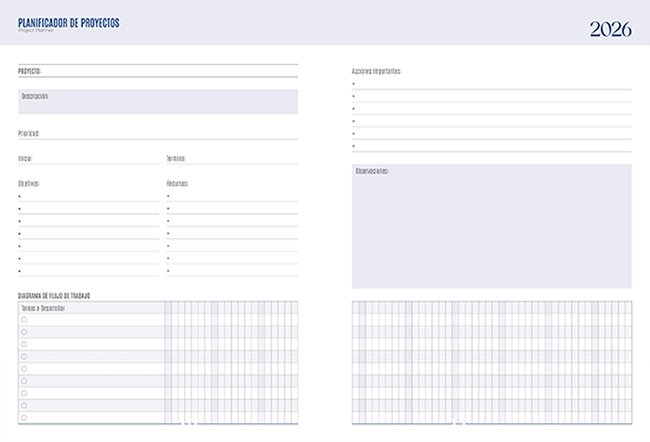 PLANIFICADOR DE PROYECTOS
Project Planner
2026
PROYECTO:
Descripción:
Prioridad:
Inicio:
Termino:
Objetivos:
Recursos:
DIAGRAMA DE FLUJO DE TRABAJO
Tareas a Desarrollar
Acciones Importantes:
Observaciones: